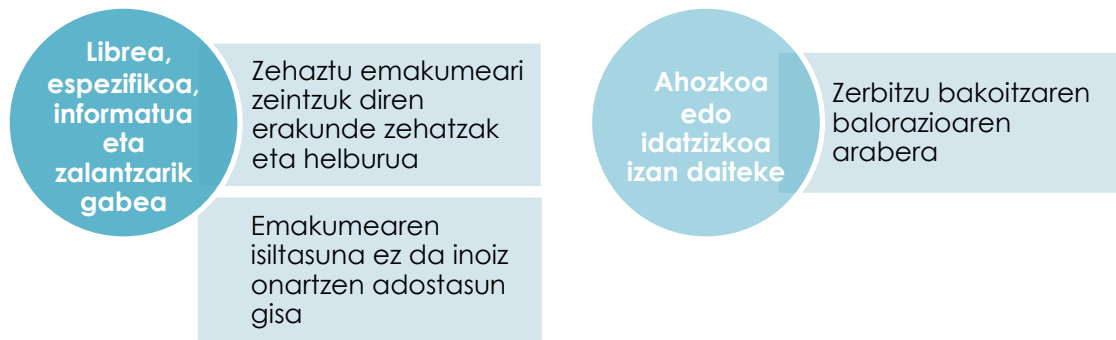 Librea,
espezifikoa,
informatua
eta
zalantzarik
gabea
Zehaztu emakumeari
zeintzuk diren
erakunde zehatzak
eta helburua
Emakumearen
isiltasuna ez da inoiz
onartzen adostasun
gisa
Ahozkoa
edo
idatzizkoa
izan daiteke
Zerbitzu bakoitzaren
balorazioaren
arabera